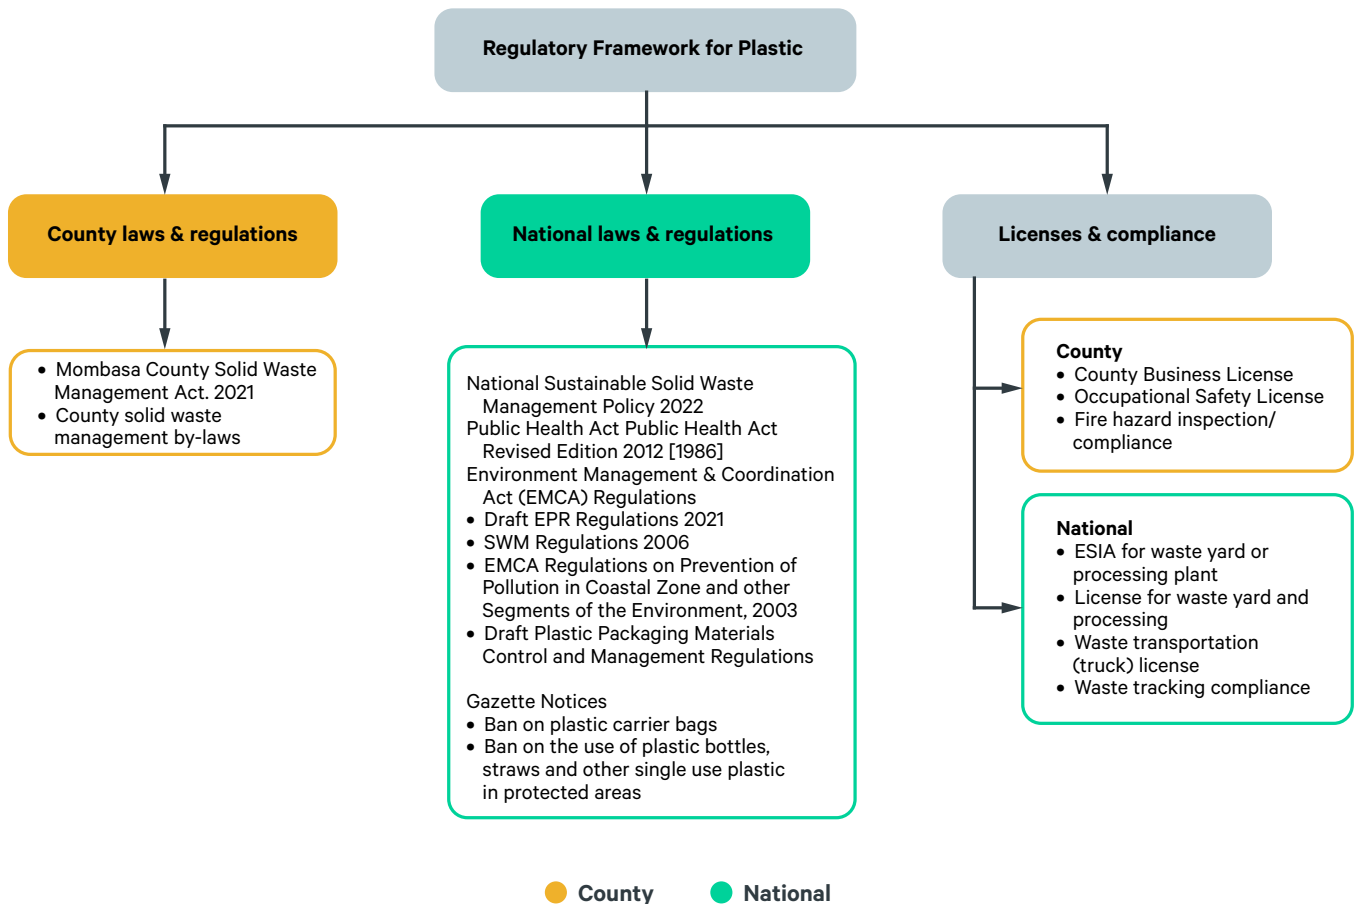 Regulatory Framework for Plastic
County laws & regulations
National laws & regulations
Licenses & compliance
• Mombasa County Solid Waste
Management Act. 2021
• County solid waste
management by-laws
National Sustainable Solid Waste
Management Policy 2022
Public Health Act Public Health Act
Revised Edition 2012 [1986]
Environment Management & Coordination
Act (EMCA) Regulations
• Draft EPR Regulations 2021
• SWM Regulations 2006
• EMCA Regulations on Prevention of
Pollution in Coastal Zone and other
Segments of the Environment, 2003
• Draft Plastic Packaging Materials
Control and Management Regulations
Gazette Notices
• Ban on plastic carrier bags
• Ban on the use of plastic bottles,
straws and other single use plastic
in protected areas
County
• County Business License
• Occupational Safety License
• Fire hazard inspection/
compliance
National
• ESIA for waste yard or
processing plant
• License for waste yard and
processing
• Waste transportation
(truck) license
• Waste tracking compliance
County
National